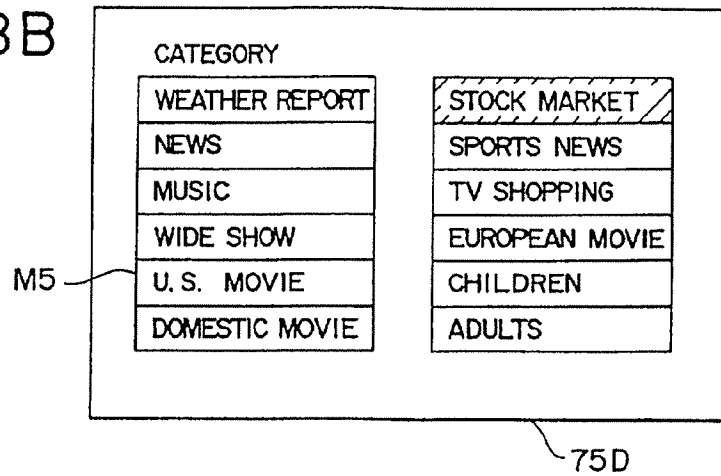 3B
CATEGORY
WEATHER REPORT
NEWS
MUSIC
WIDE SHOW
U.S. MOVIE
DOMESTIC MOVIE
STOCK MARKET
SPORTS NEWS
TV SHOPPING
EUROPEAN MOVIE
CHILDREN
ADULTS
M5
75D